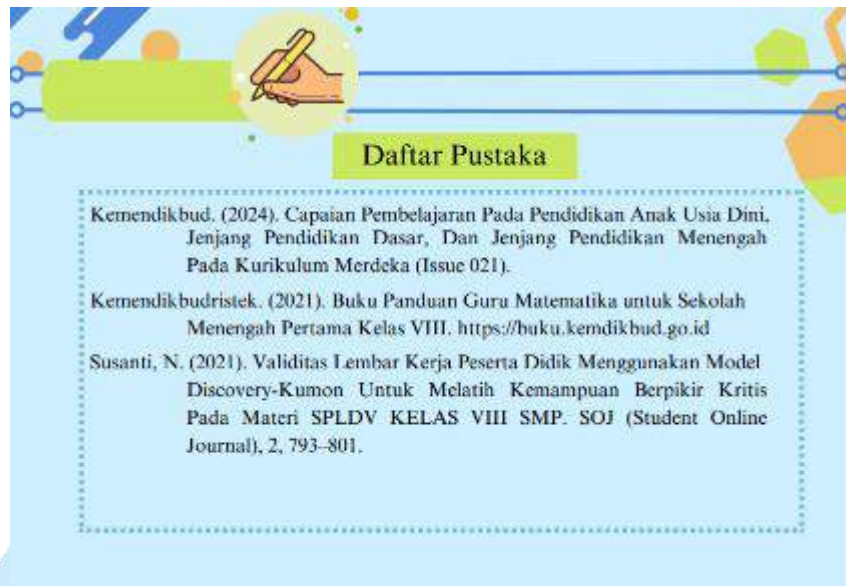 Daftar Pustaka
Kemendikbud. (2024). Capaian Pembelajaran Pada Pendidikan Anak Usia Dini,
Jenjang Pendidikan Dasar, Dan Jenjang Pendidikan Menengah
Pada Kurikulum Merdeka (Issue 021).
Kemendikbudristek. (2021). Buku Panduan Guru Matematika untuk Sekolah
Menengah Pertama Kelas VIII. https://buku.kemdikbud.go.id
Susanti, N. (2021). Validitas Lembar Kerja Peserta Didik Menggunakan Model
Discovery-Kumon Untuk Melatih Kemampuan Berpikir Kritis
Pada Materi SPLDV KELAS VIII SMP. SOJ (Student Online
Journal), 2, 793–801.